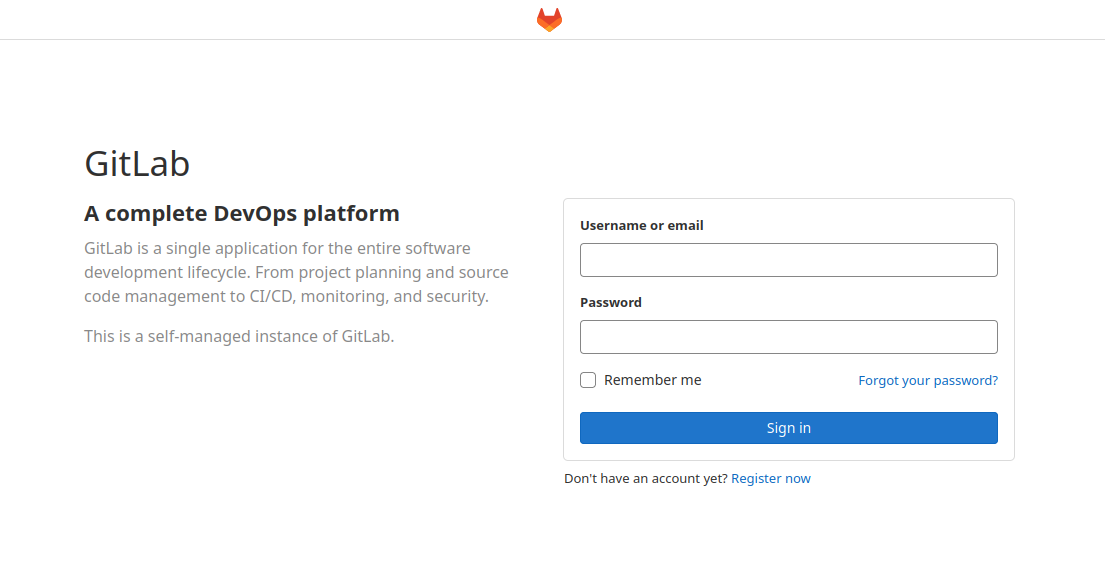 GitLab
A complete DevOps platform
GitLab is a single application for the entire software
development lifecycle. From project planning and source
code management to CI/CD, monitoring, and security.
This is a self-managed instance of GitLab.
Username or email
Password
Remember me
Forgot your password?
Sign in
Don't have an account yet? Register now